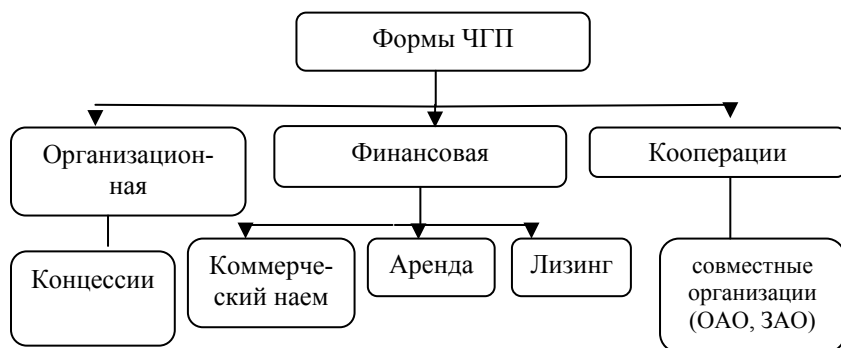 Формы ЧГП
Организацион-
ная
Финансовая
Кооперации
Концессии
Коммерче-
ский наем
Аренда
Лизинг
совместные
организации
(ОАО, ЗАО)